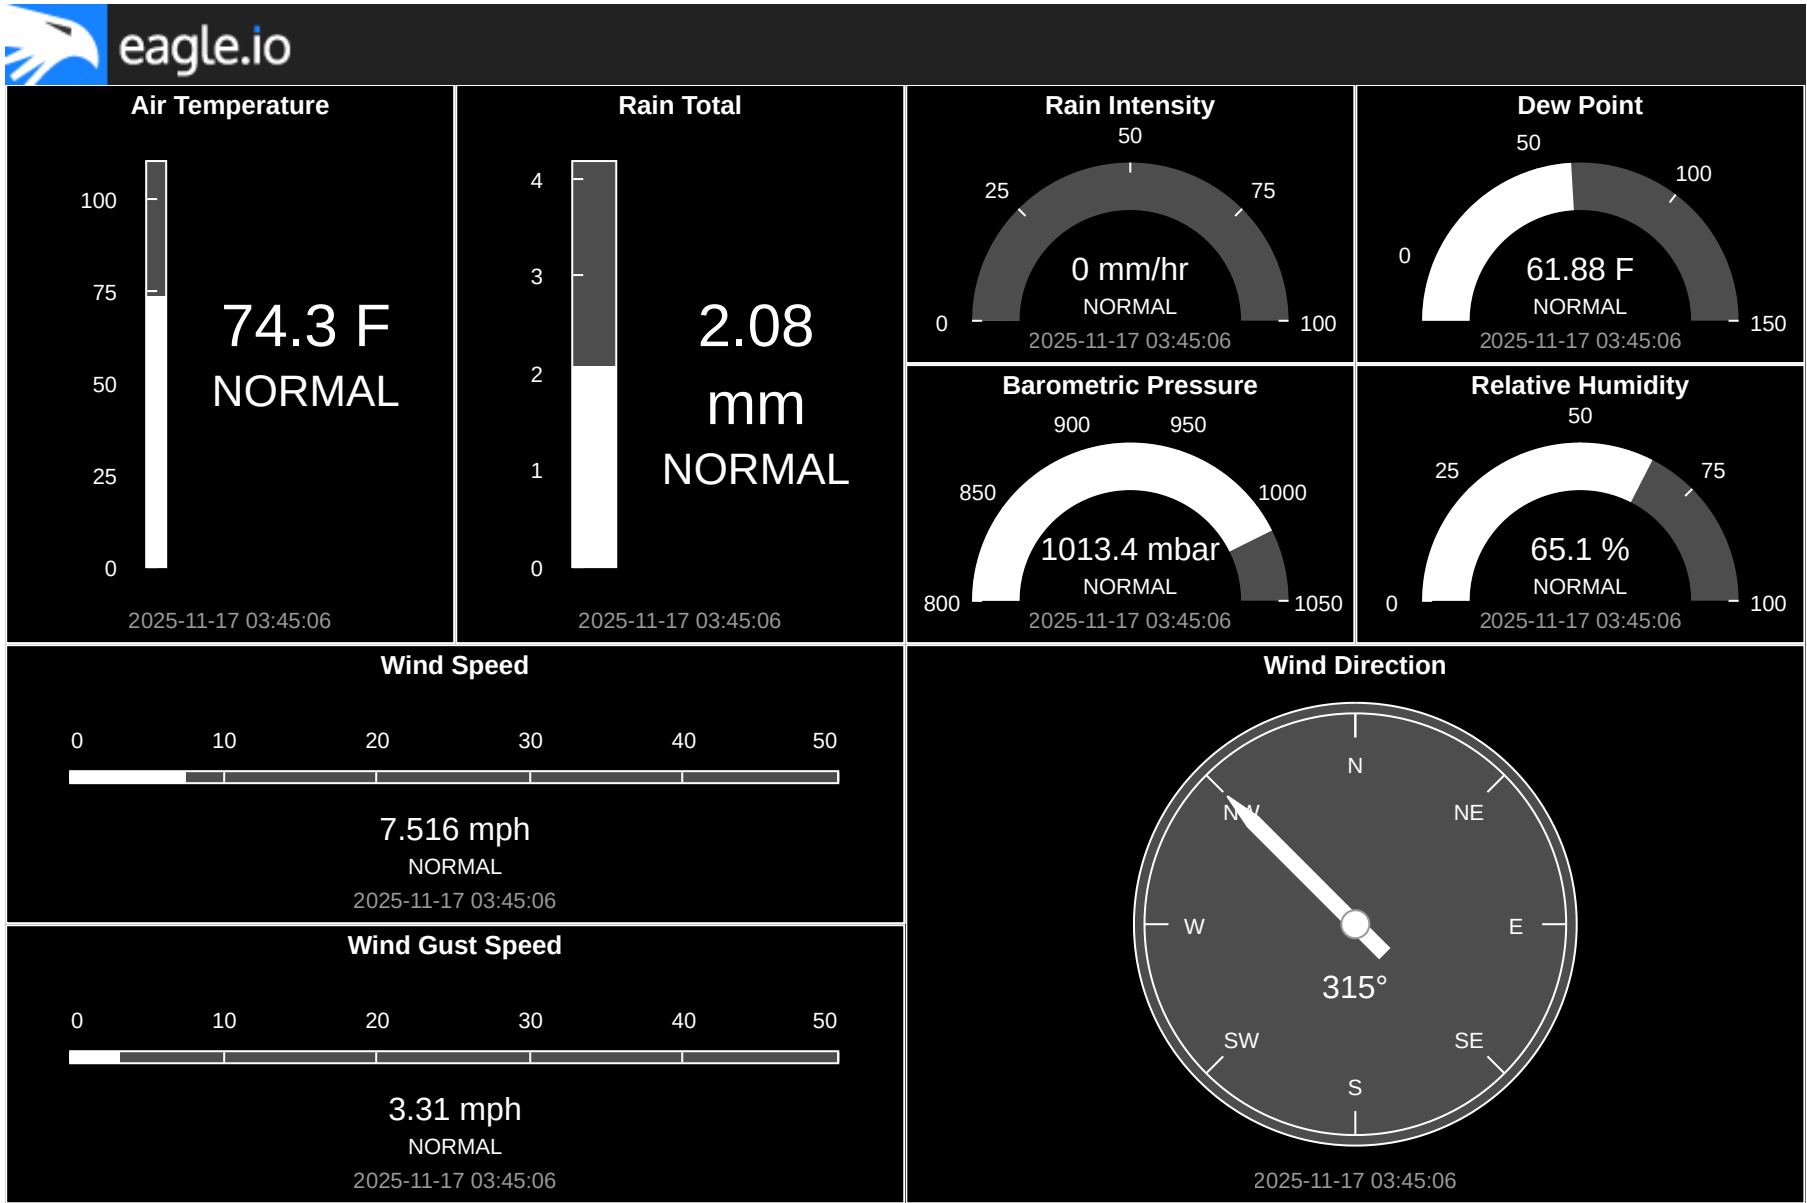 eagle.io
Air Temperature
100
75
50
25
0
74.3 F
NORMAL
2025-11-17 03:45:06
Rain Total
4
3
2
1
0
2.08
mm
NORMAL
2025-11-17 03:45:06
Rain Intensity
50
25
75
0
100
0 mm/hr
NORMAL
2025-11-17 03:45:06
Dew Point
50
100
0
150
61.88 F
NORMAL
2025-11-17 03:45:06
Barometric Pressure
900
950
850
1000
800
1050
1013.4 mbar
NORMAL
2025-11-17 03:45:06
Relative Humidity
50
25
75
0
100
65.1 %
NORMAL
2025-11-17 03:45:06
Wind Speed
0 10 20 30 40 50
7.516 mph
NORMAL
2025-11-17 03:45:06
Wind Gust Speed
0 10 20 30 40 50
3.31 mph
NORMAL
2025-11-17 03:45:06
Wind Direction
N
NW NE
W E
315°
SW SE
S
2025-11-17 03:45:06